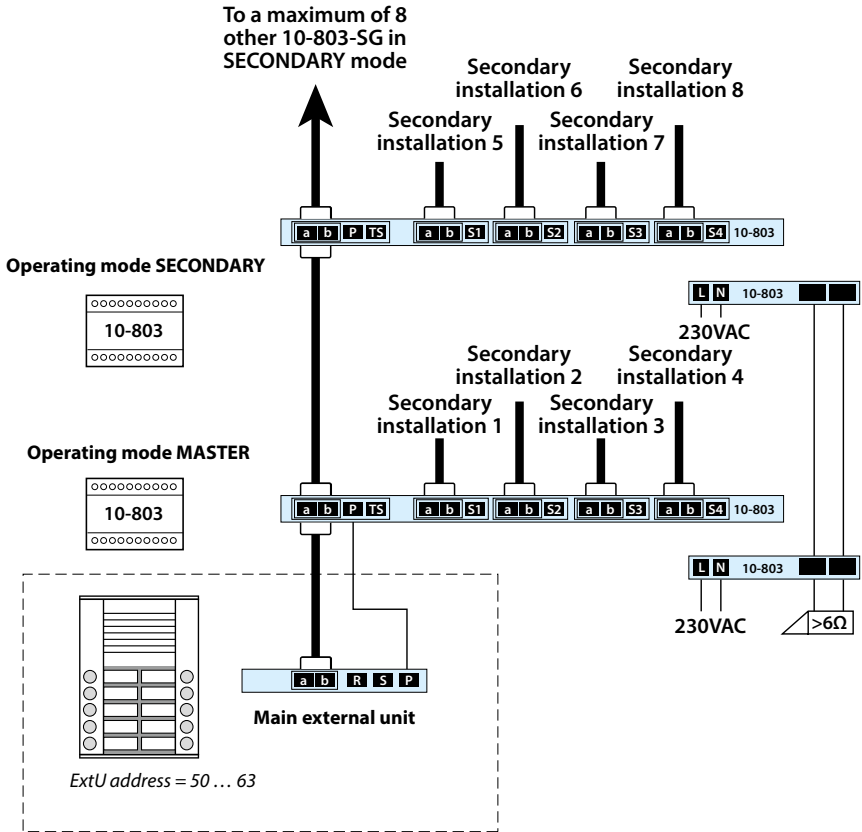 To a maximum of 8
other 10-803-SG in
SECONDARY mode
Secondary
installation 6
Secondary
installation 8
Secondary
installation 5
Secondary
installation 7
a b P TS a b S1 a b S2 a b S3 a b S4 10-803
Operating mode SECONDARY
10-803
L N 10-803
230VAC
Secondary
installation 2
Secondary
installation 4
Secondary
installation 1
Secondary
installation 3
Operating mode MASTER
10-803
a b P TS a b S1 a b S2 a b S3 a b S4 10-803
L N 10-803
230VAC
>6Ω
a b R S P
Main external unit
ExtU address = 50 … 63